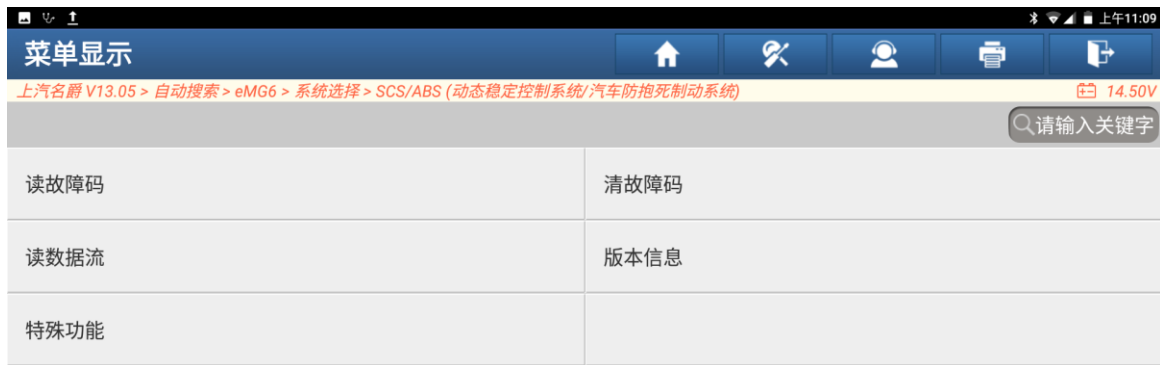 上午11:09
菜单显示
上汽名爵 V13.05 > 自动搜索 > eMG6 > 系统选择 > SCS/ABS (动态稳定控制系统/汽车防抱死制动系统)
14.50V
请输入关键字
读故障码
清故障码
读数据流
版本信息
特殊功能